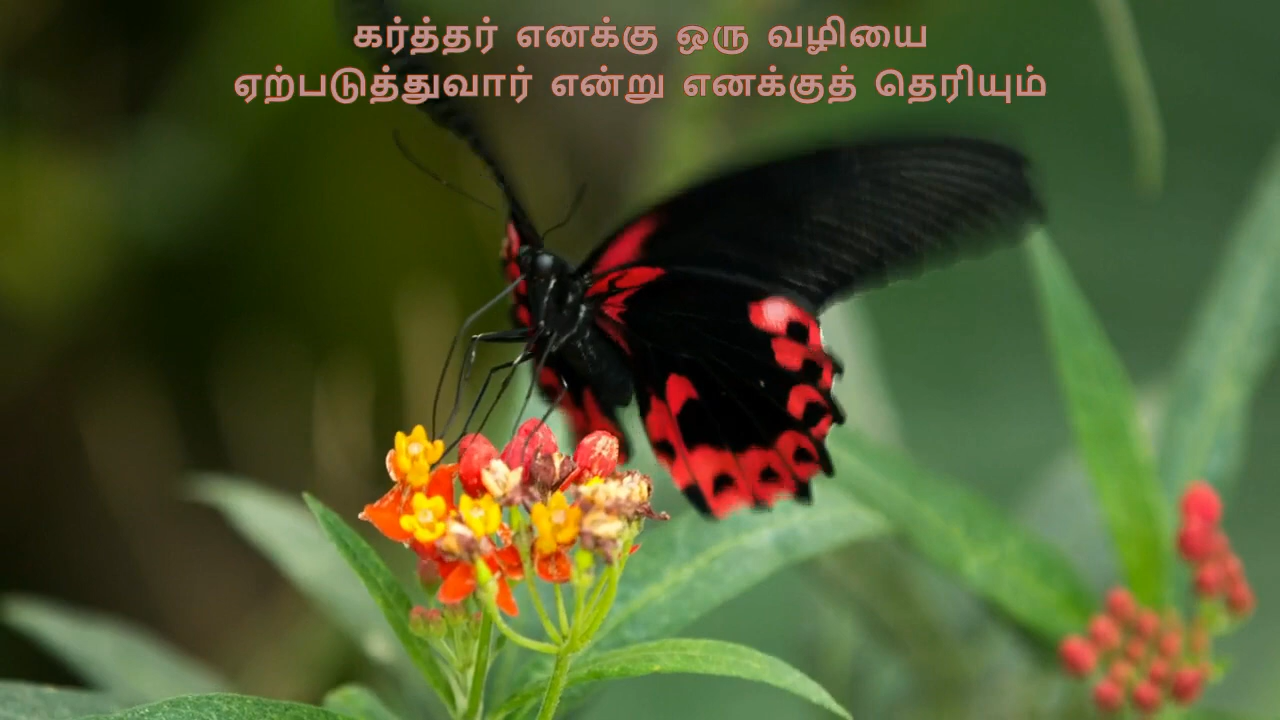 கர்த்தர் எனக்கு ஒரு வழியை
ஏற்படுத்துவார் என்று எனக்குத் தெரியும்